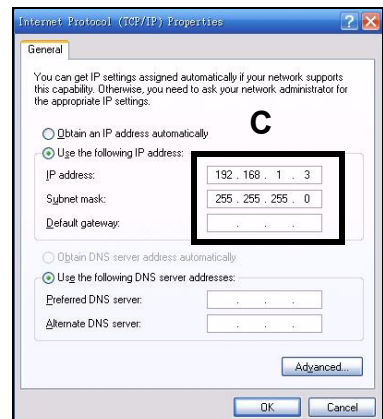 Internet Protocol (TCP/IP) Properties
General
You can get IP settings assigned automatically if your network supports
this capability. Otherwise, you need to ask your network administrator for
the appropriate IP settings.
C
Obtain an IP address automatically
Use the following IP address:
IP address: 192 . 168 . 1 . 3
Subnet mask: 255 . 255 . 255 . 0
Default gateway: . . .
Obtain DNS server address automatically
Use the following DNS server addresses:
Preferred DNS server: . . .
Alternate DNS server: . . .
Advanced...
OK Cancel